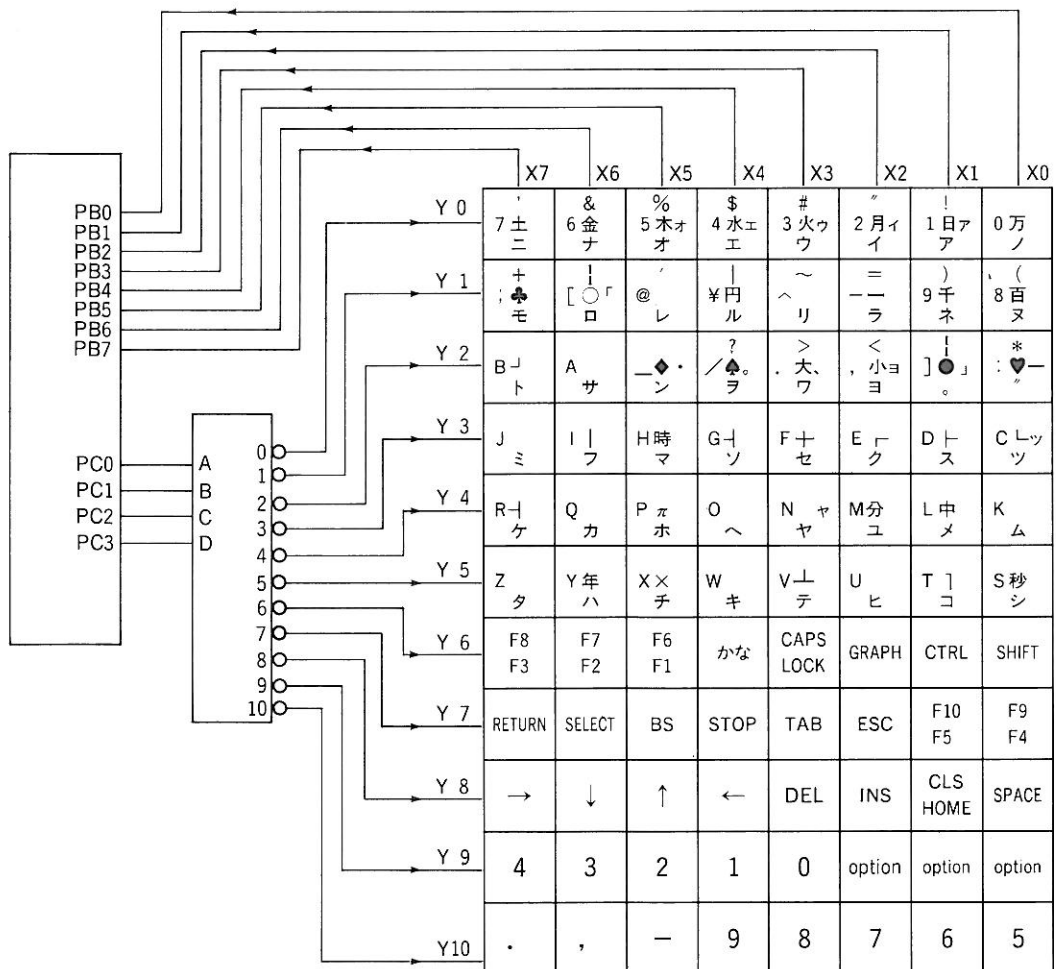 X7 X6 X5 X4 X3 X2 X1 X0
PB0
PB1
PB2
PB3
PB4
PB5
PB6
PB7
PC0 A
PC1 B
PC2 C
PC3 D
0
1
2
3
4
5
6
7
8
9
10
Y 0
' & % $ # " !
7土 6金 5木ォ 4水ェ 3火ゥ 2月ィ 1日ァ 0万
ニ ナ オ エ ウ イ ア ノ
Y 1
+ ¦ ′ | ~ = ) (
;♣ [○「 @ ¥円 ^ -一 9千 8百
モ ロ レ ル リ ラ ネ ヌ
Y 2
? > < ¦ *
B┘ A _◆・ /♠。 .大、 ,小ョ ]●」 :♥ー
ト サ ン ヲ ワ ヨ 。 ″
Y 3
J I│ H時 G┤ F┼ E┌ D├ C└ッ
ミ フ マ ソ セ ク ス ツ
Y 4
R┤ Q P π O N ャ M分 L中 K
ケ カ ホ ヘ ヤ ユ メ ム
Y 5
Z Y年 X× W V┴ U T┐ S秒
タ ハ チ キ テ ヒ コ シ
Y 6
F8 F7 F6 かな CAPS GRAPH CTRL SHIFT
F3 F2 F1 LOCK
Y 7
RETURN SELECT BS STOP TAB ESC F10 F9
F5 F4
Y 8
→ ↓ ↑ ← DEL INS CLS SPACE
HOME
Y 9
4 3 2 1 0 option option option
Y10
. , － 9 8 7 6 5